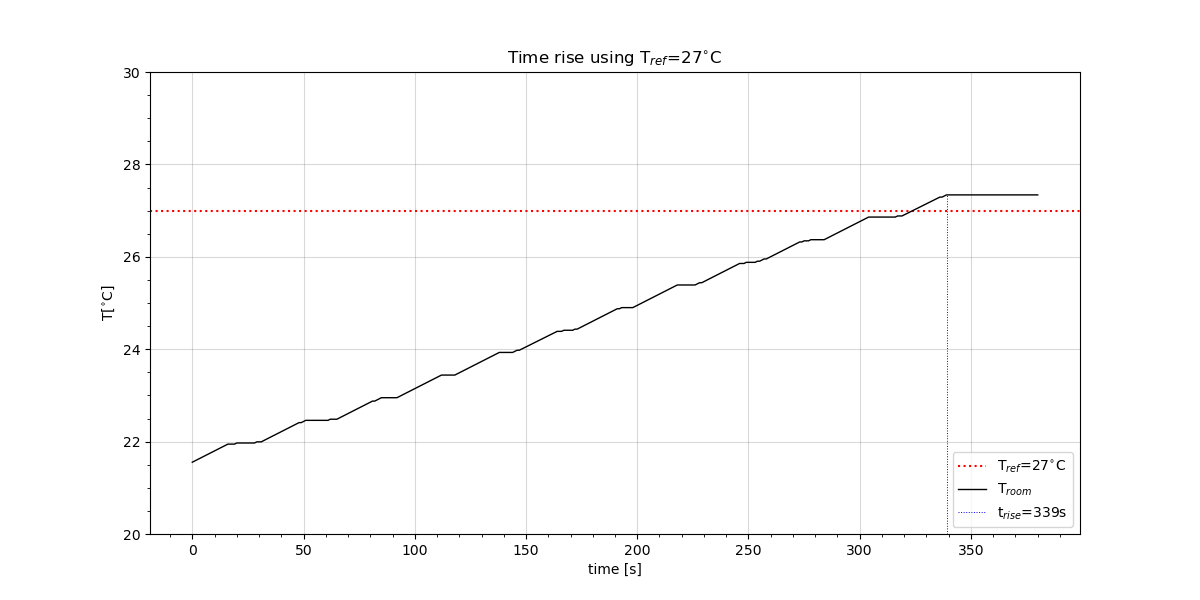 Time rise using T_ref=27°C
30
28
26
24
22
20
T[°C]
0 50 100 150 200 250 300 350
time [s]
T_ref=27°C
T_room
t_rise=339s